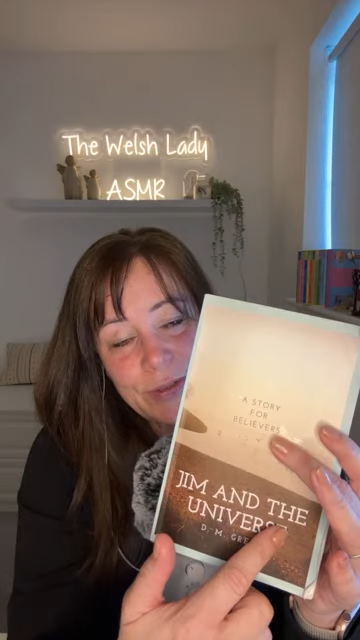 The Welsh Lady
ASMR
A STORY
FOR
BELIEVERS
JIM AND THE
UNIVERSE